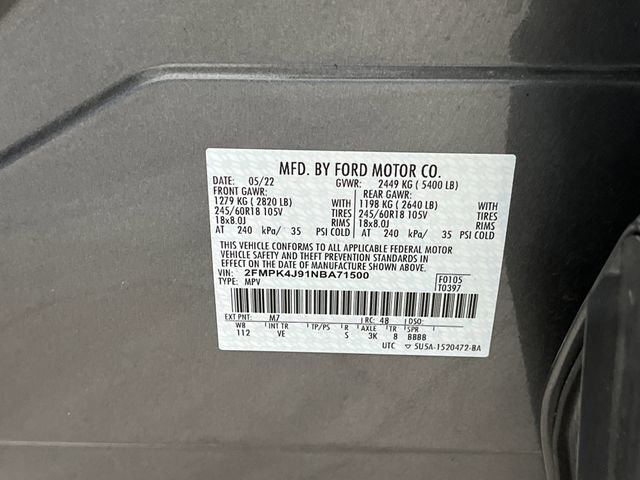 MFD. BY FORD MOTOR CO.
DATE: 05/22 GVWR: 2449 KG ( 5400 LB)
FRONT GAWR: REAR GAWR:
1279 KG ( 2820 LB) WITH 1198 KG ( 2640 LB) WITH
245/60R18 105V TIRES 245/60R18 105V TIRES
18x8.0J RIMS 18x8.0J RIMS
AT 240 kPa/ 35 PSI COLD AT 240 kPa/ 35 PSI COLD
THIS VEHICLE CONFORMS TO ALL APPLICABLE FEDERAL MOTOR
VEHICLE SAFETY AND THEFT PREVENTION STANDARDS IN
EFFECT ON THE DATE OF MANUFACTURE SHOWN ABOVE.
VIN: 2FMPK4J91NBA71500 F0105
TYPE: MPV T0397
EXT PNT: M7 RC: 48 DSO:
WB INT TR TP/PS R AXLE TR SPR
112 VE S 3K 8 BBBB
UTC ▽ 5U5A-1520472-BA